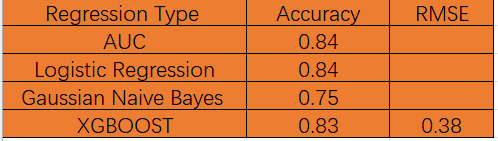 Regression Type Accuracy RMSE
AUC 0.84
Logistic Regression 0.84
Gaussian Naive Bayes 0.75
XGBOOST 0.83 0.38